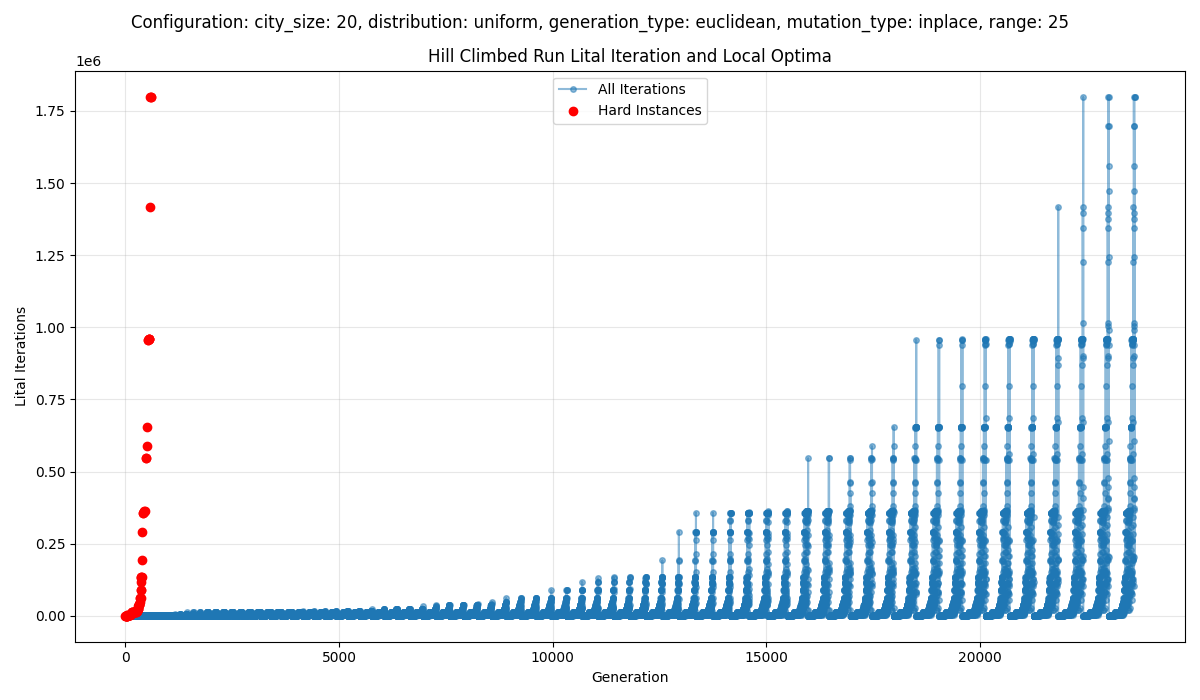 Configuration: city_size: 20, distribution: uniform, generation_type: euclidean, mutation_type: inplace, range: 25
Hill Climbed Run Lital Iteration and Local Optima
1e6
All Iterations
Hard Instances
1.75
1.50
1.25
1.00
0.75
0.50
0.25
0.00
Lital Iterations
0 5000 10000 15000 20000
Generation